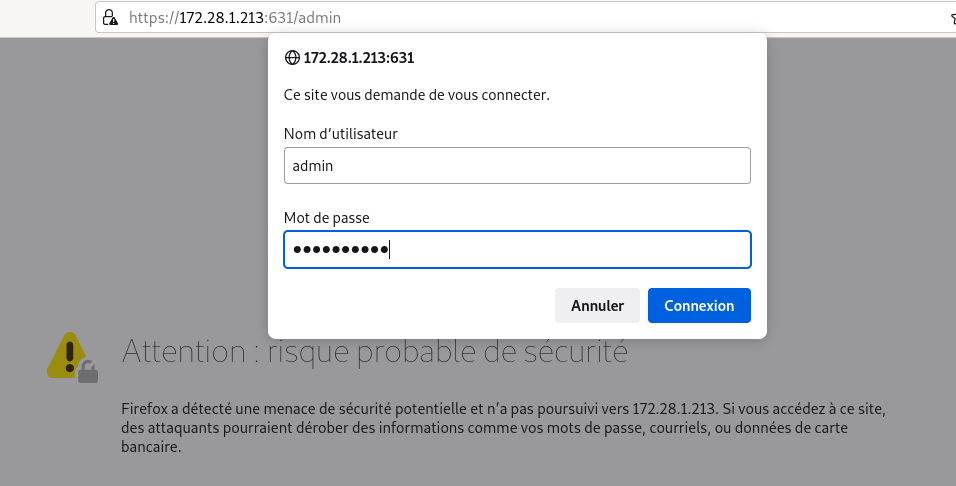 https://172.28.1.213:631/admin
172.28.1.213:631
Ce site vous demande de vous connecter.
Nom d’utilisateur
admin
Mot de passe
●●●●●●●●●●
Annuler
Connexion
Attention : risque probable de sécurité
Firefox a détecté une menace de sécurité potentielle et n’a pas poursuivi vers 172.28.1.213. Si vous accédez à ce site,
des attaquants pourraient dérober des informations comme vos mots de passe, courriels, ou données de carte
bancaire.